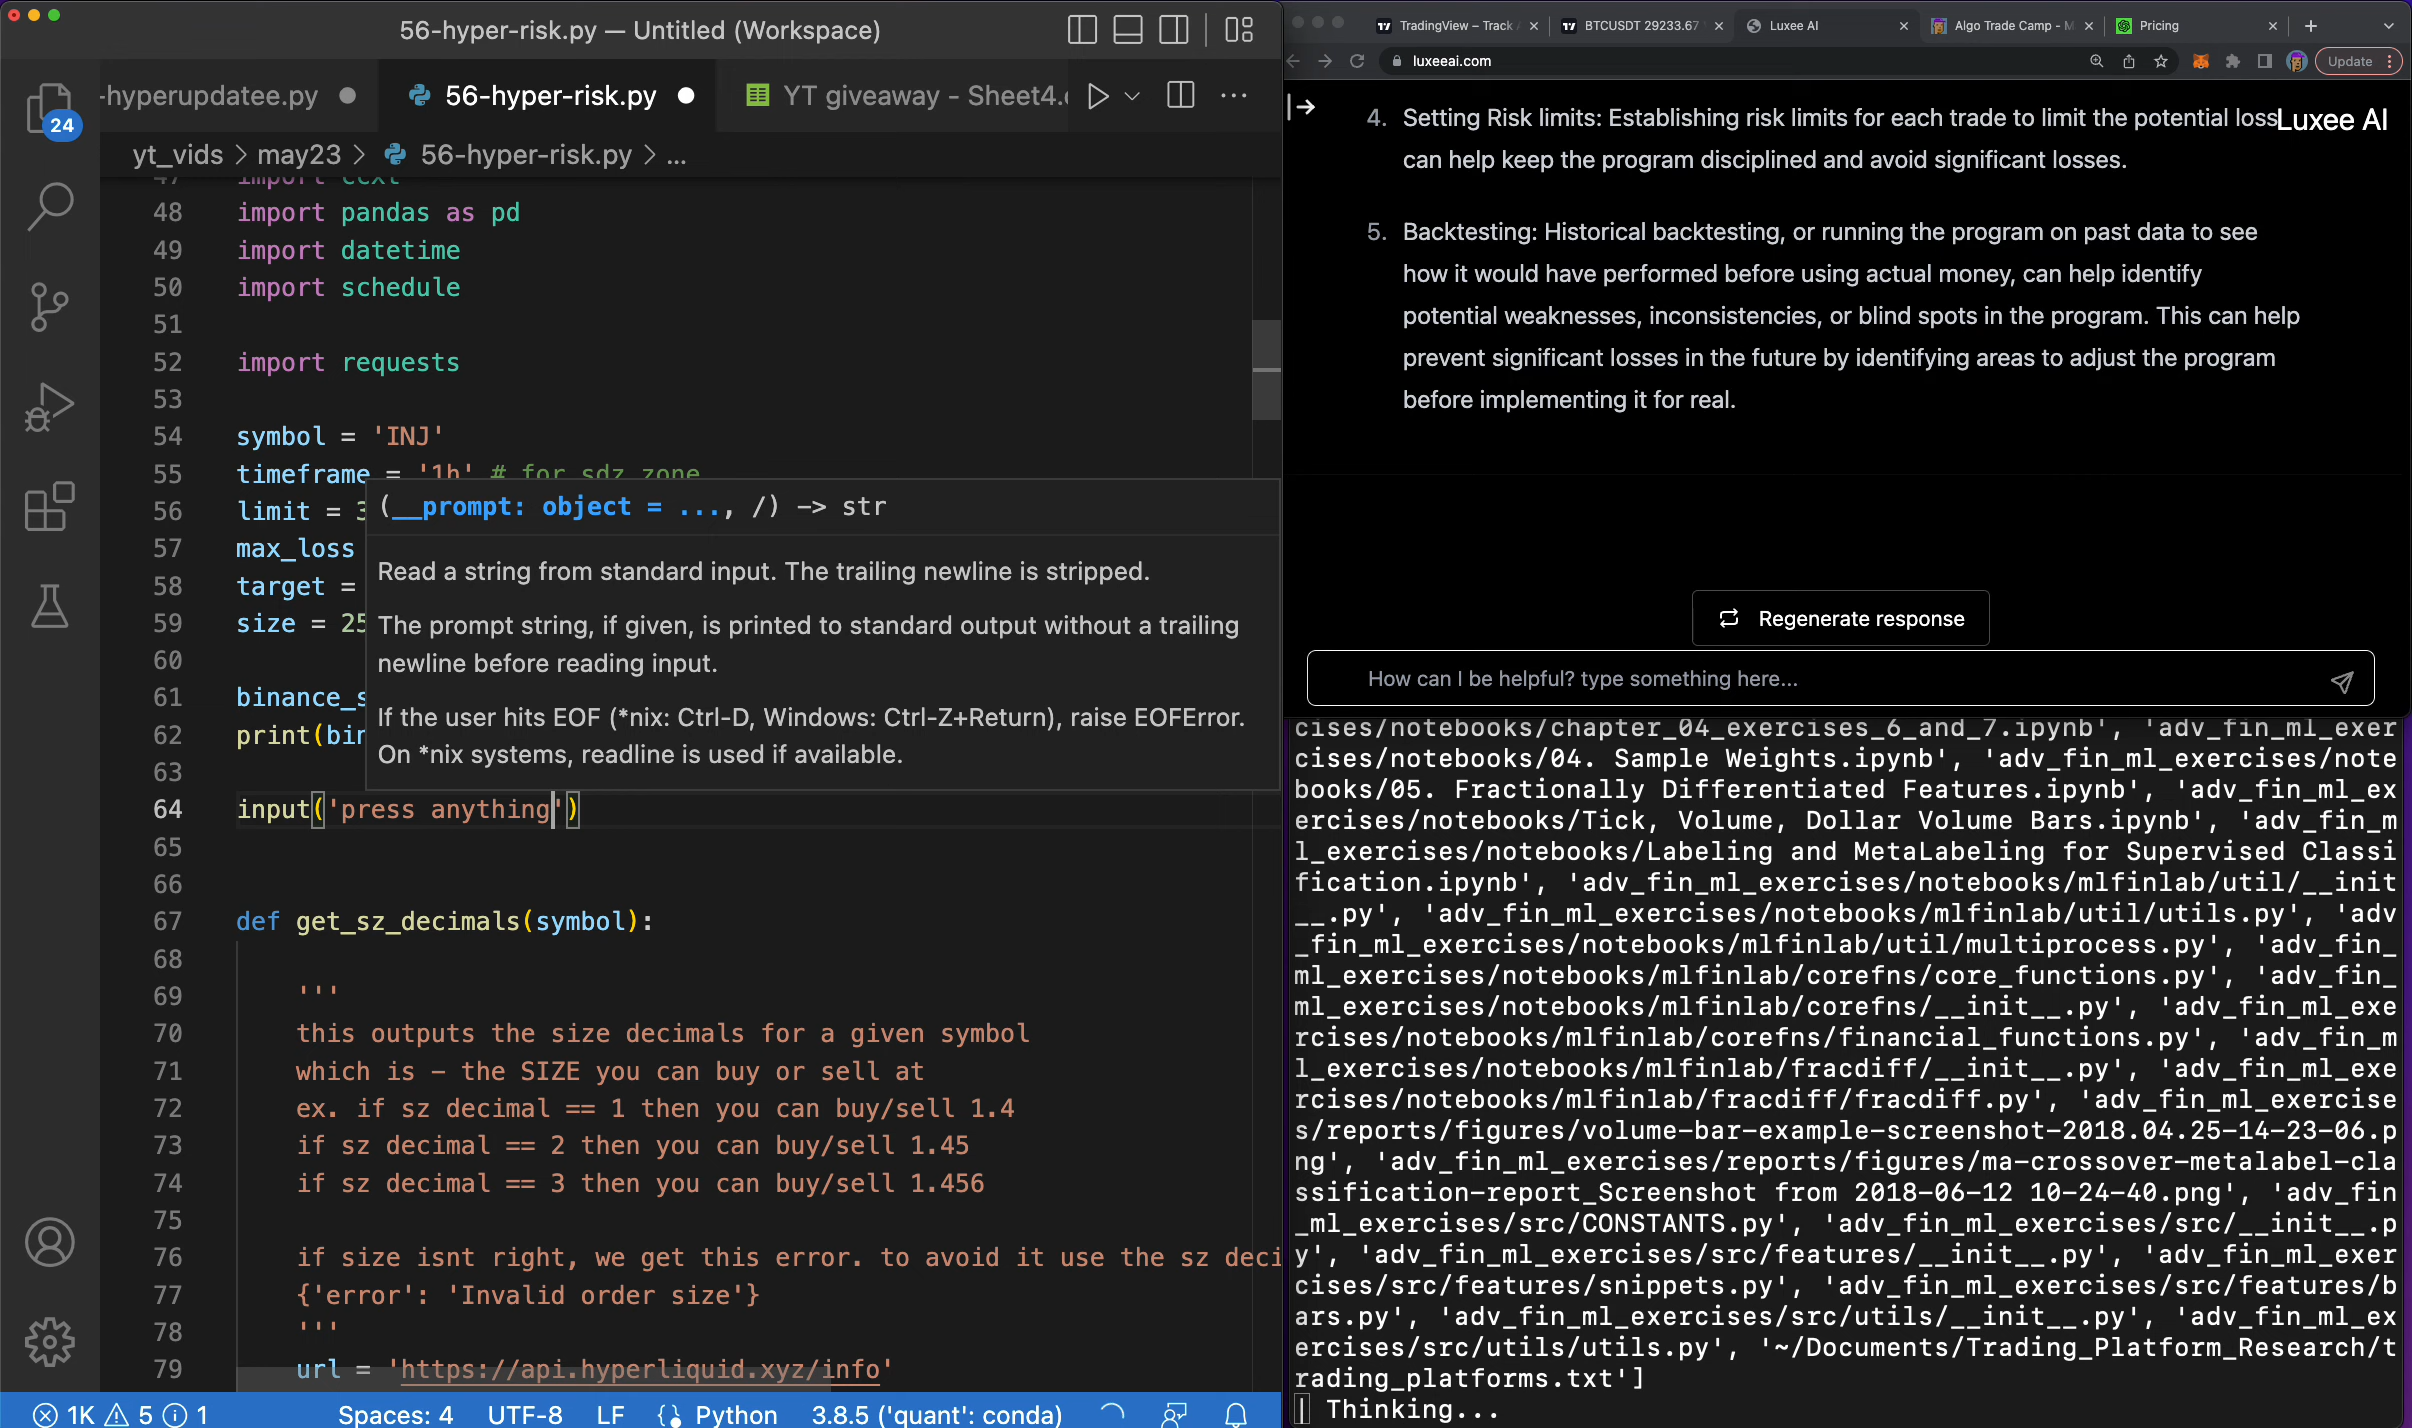 56-hyper-risk.py — Untitled (Workspace)
-hyperupdatee.py
56-hyper-risk.py
YT giveaway - Sheet4.c
yt_vids > may23 > 56-hyper-risk.py > ...
24
47 import ccxt
48 import pandas as pd
49 import datetime
50 import schedule
51
52 import requests
53
54 symbol = 'INJ'
55 timeframe = '1h' # for sdz zone
56 limit = 3
57 max_loss
58 target =
59 size = 25
60
61 binance_s
62 print(bin
63
64 input('press anything')
65
66
67 def get_sz_decimals(symbol):
68
69 '''
70 this outputs the size decimals for a given symbol
71 which is - the SIZE you can buy or sell at
72 ex. if sz decimal == 1 then you can buy/sell 1.4
73 if sz decimal == 2 then you can buy/sell 1.45
74 if sz decimal == 3 then you can buy/sell 1.456
75
76 if size isnt right, we get this error. to avoid it use the sz deci
77 {'error': 'Invalid order size'}
78 '''
79 url = 'https://api.hyperliquid.xyz/info'
(__prompt: object = ..., /) -> str
Read a string from standard input. The trailing newline is stripped.
The prompt string, if given, is printed to standard output without a trailing
newline before reading input.
If the user hits EOF (*nix: Ctrl-D, Windows: Ctrl-Z+Return), raise EOFError.
On *nix systems, readline is used if available.
1K 5 1 Spaces: 4 UTF-8 LF Python 3.8.5 ('quant': conda)
TradingView – Track A
BTCUSDT 29233.67
Luxee AI
Algo Trade Camp - M
Pricing
luxeeai.com
Update
Luxee AI
4. Setting Risk limits: Establishing risk limits for each trade to limit the potential loss
can help keep the program disciplined and avoid significant losses.
5. Backtesting: Historical backtesting, or running the program on past data to see
how it would have performed before using actual money, can help identify
potential weaknesses, inconsistencies, or blind spots in the program. This can help
prevent significant losses in the future by identifying areas to adjust the program
before implementing it for real.
Regenerate response
How can I be helpful? type something here...
cises/notebooks/chapter_04_exercises_6_and_7.ipynb', 'adv_fin_ml_exer
cises/notebooks/04. Sample Weights.ipynb', 'adv_fin_ml_exercises/note
books/05. Fractionally Differentiated Features.ipynb', 'adv_fin_ml_ex
ercises/notebooks/Tick, Volume, Dollar Volume Bars.ipynb', 'adv_fin_m
l_exercises/notebooks/Labeling and MetaLabeling for Supervised Classi
fication.ipynb', 'adv_fin_ml_exercises/notebooks/mlfinlab/util/__init
__.py', 'adv_fin_ml_exercises/notebooks/mlfinlab/util/utils.py', 'adv
_fin_ml_exercises/notebooks/mlfinlab/util/multiprocess.py', 'adv_fin_
ml_exercises/notebooks/mlfinlab/corefns/core_functions.py', 'adv_fin_
ml_exercises/notebooks/mlfinlab/corefns/__init__.py', 'adv_fin_ml_exe
rcises/notebooks/mlfinlab/corefns/financial_functions.py', 'adv_fin_m
l_exercises/notebooks/mlfinlab/fracdiff/__init__.py', 'adv_fin_ml_exe
rcises/notebooks/mlfinlab/fracdiff/fracdiff.py', 'adv_fin_ml_exercise
s/reports/figures/volume-bar-example-screenshot-2018.04.25-14-23-06.p
ng', 'adv_fin_ml_exercises/reports/figures/ma-crossover-metalabel-cla
ssification-report_Screenshot from 2018-06-12 10-24-40.png', 'adv_fin
_ml_exercises/src/CONSTANTS.py', 'adv_fin_ml_exercises/src/__init__.p
y', 'adv_fin_ml_exercises/src/features/__init__.py', 'adv_fin_ml_exer
cises/src/features/snippets.py', 'adv_fin_ml_exercises/src/features/b
ars.py', 'adv_fin_ml_exercises/src/utils/__init__.py', 'adv_fin_ml_ex
ercises/src/utils/utils.py', '~/Documents/Trading_Platform_Research/t
rading_platforms.txt']
| Thinking...